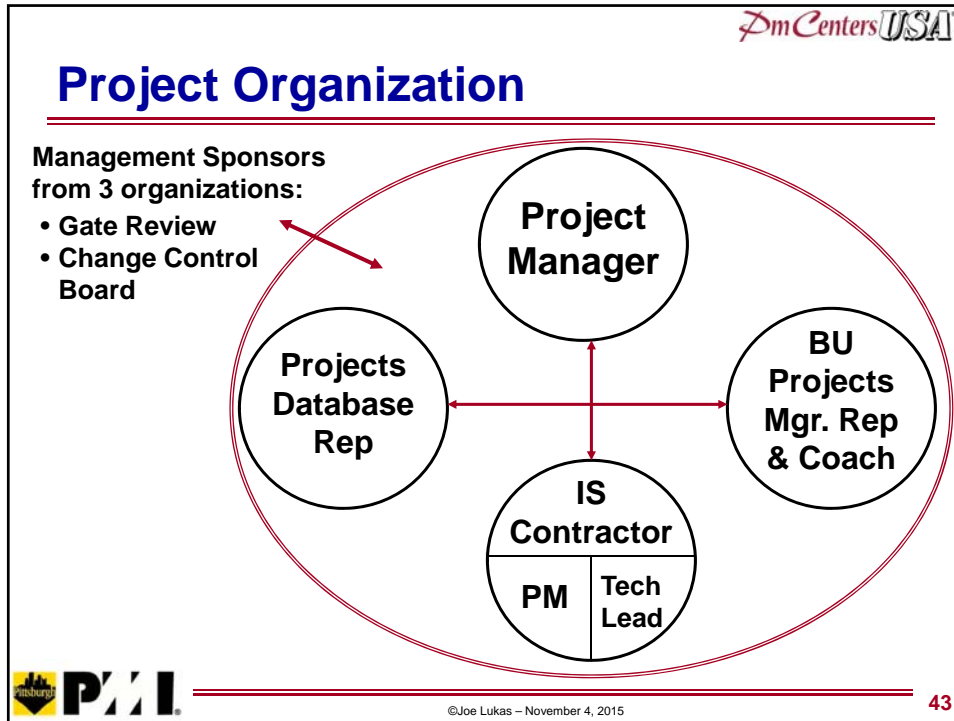 PmCenters USA
Project Organization
Management Sponsors
from 3 organizations:
• Gate Review
• Change Control
Board
Project
Manager
Projects
Database
Rep
BU
Projects
Mgr. Rep
& Coach
IS
Contractor
PM
Tech
Lead
Pittsburgh
PMI.
©Joe Lukas – November 4, 2015
43